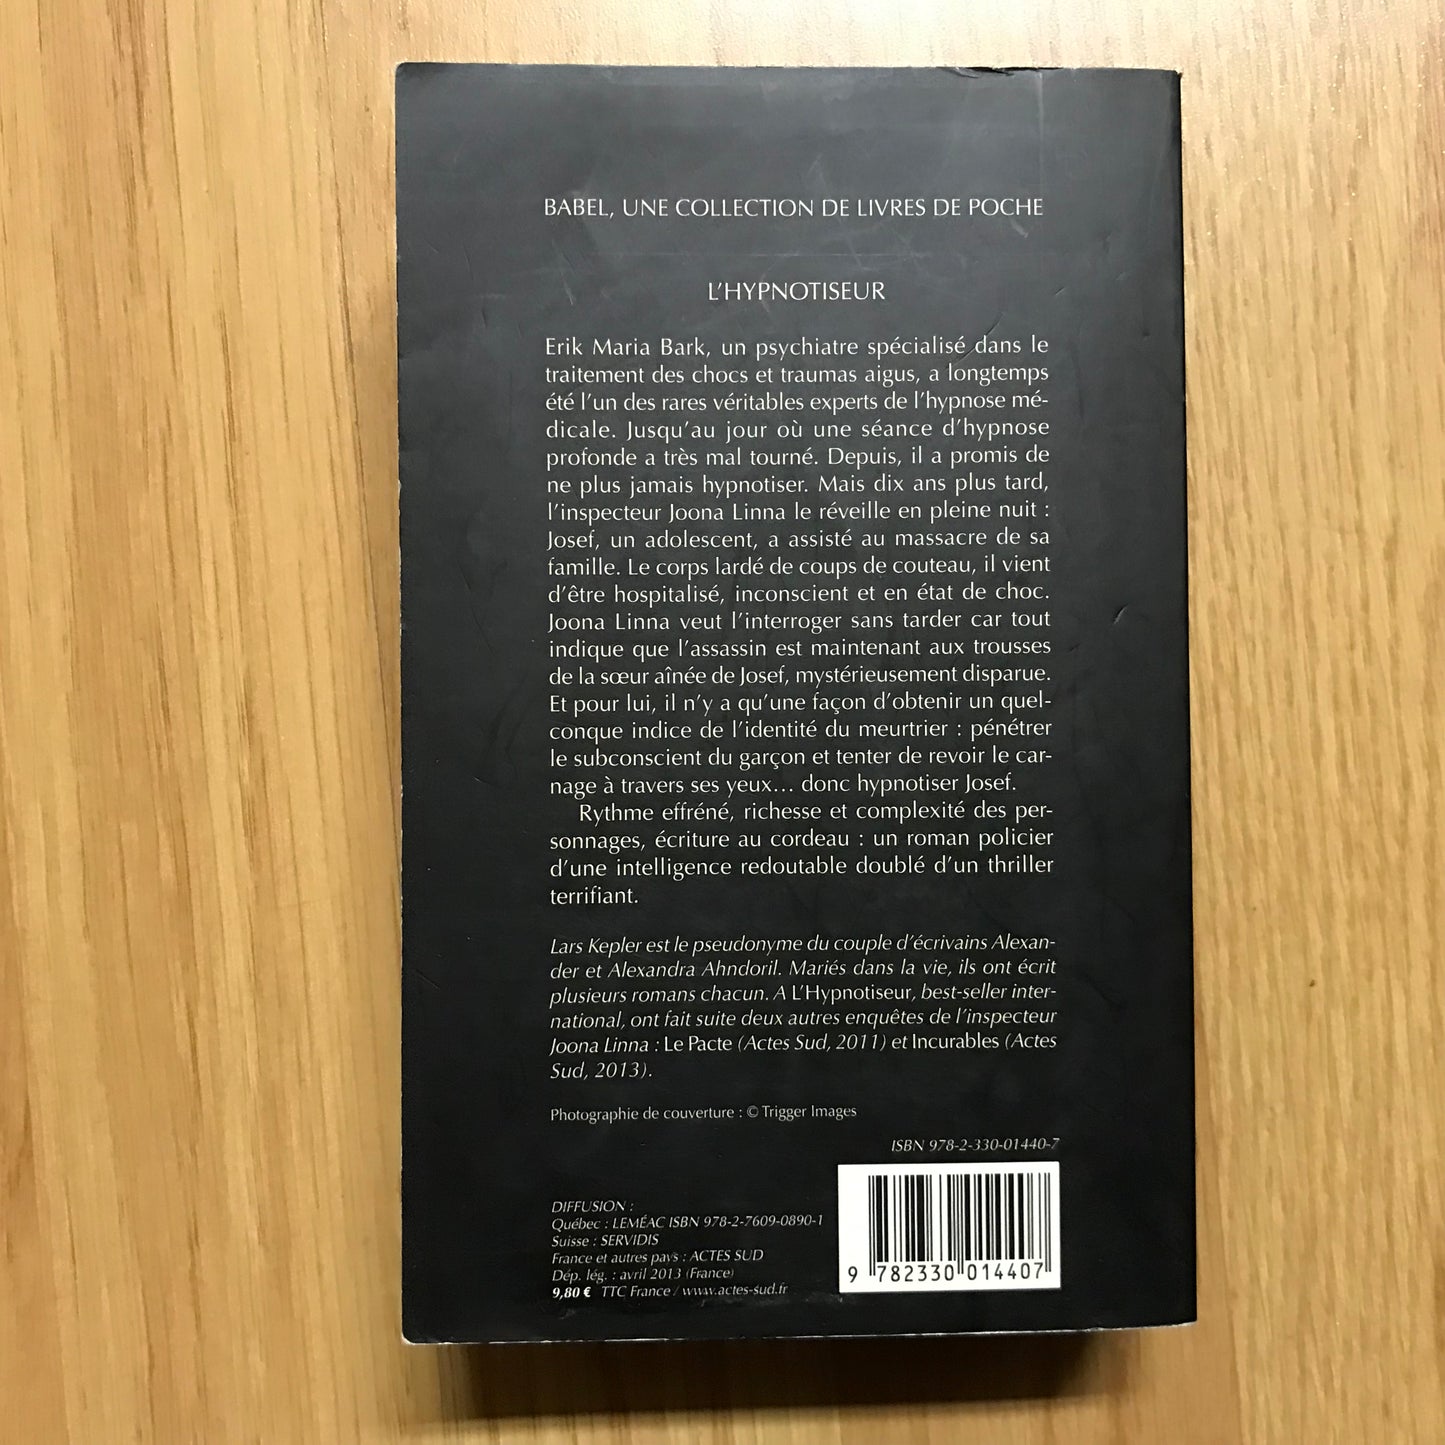 BABEL, UNE COLLECTION DE LIVRES DE POCHE
L'HYPNOTISEUR
Erik Maria Bark, un psychiatre spécialisé dans le
traitement des chocs et traumas aigus, a longtemps
été l'un des rares véritables experts de l'hypnose mé-
dicale. Jusqu'au jour où une séance d'hypnose
profonde a très mal tourné. Depuis, il a promis de
ne plus jamais hypnotiser. Mais dix ans plus tard,
l'inspecteur Joona Linna le réveille en pleine nuit :
Josef, un adolescent, a assisté au massacre de sa
famille. Le corps lardé de coups de couteau, il vient
d'être hospitalisé, inconscient et en état de choc.
Joona Linna veut l'interroger sans tarder car tout
indique que l'assassin est maintenant aux trousses
de la sœur aînée de Josef, mystérieusement disparue.
Et pour lui, il n'y a qu'une façon d'obtenir un quel-
conque indice de l'identité du meurtrier : pénétrer
le subconscient du garçon et tenter de revoir le car-
nage à travers ses yeux… donc hypnotiser Josef.
Rythme effréné, richesse et complexité des per-
sonnages, écriture au cordeau : un roman policier
d'une intelligence redoutable doublé d'un thriller
terrifiant.
Lars Kepler est le pseudonyme du couple d'écrivains Alexan-
der et Alexandra Ahndoril. Mariés dans la vie, ils ont écrit
plusieurs romans chacun. A L'Hypnotiseur, best-seller inter-
national, ont fait suite deux autres enquêtes de l'inspecteur
Joona Linna : Le Pacte (Actes Sud, 2011) et Incurables (Actes
Sud, 2013).
Photographie de couverture : © Trigger Images
ISBN 978-2-330-01440-7
DIFFUSION :
Québec : LEMÉAC ISBN 978-2-7609-0890-1
Suisse : SERVIDIS
France et autres pays : ACTES SUD
Dép. lég. : avril 2013 (France)
9,80 € TTC France / www.actes-sud.fr
9 782330 014407